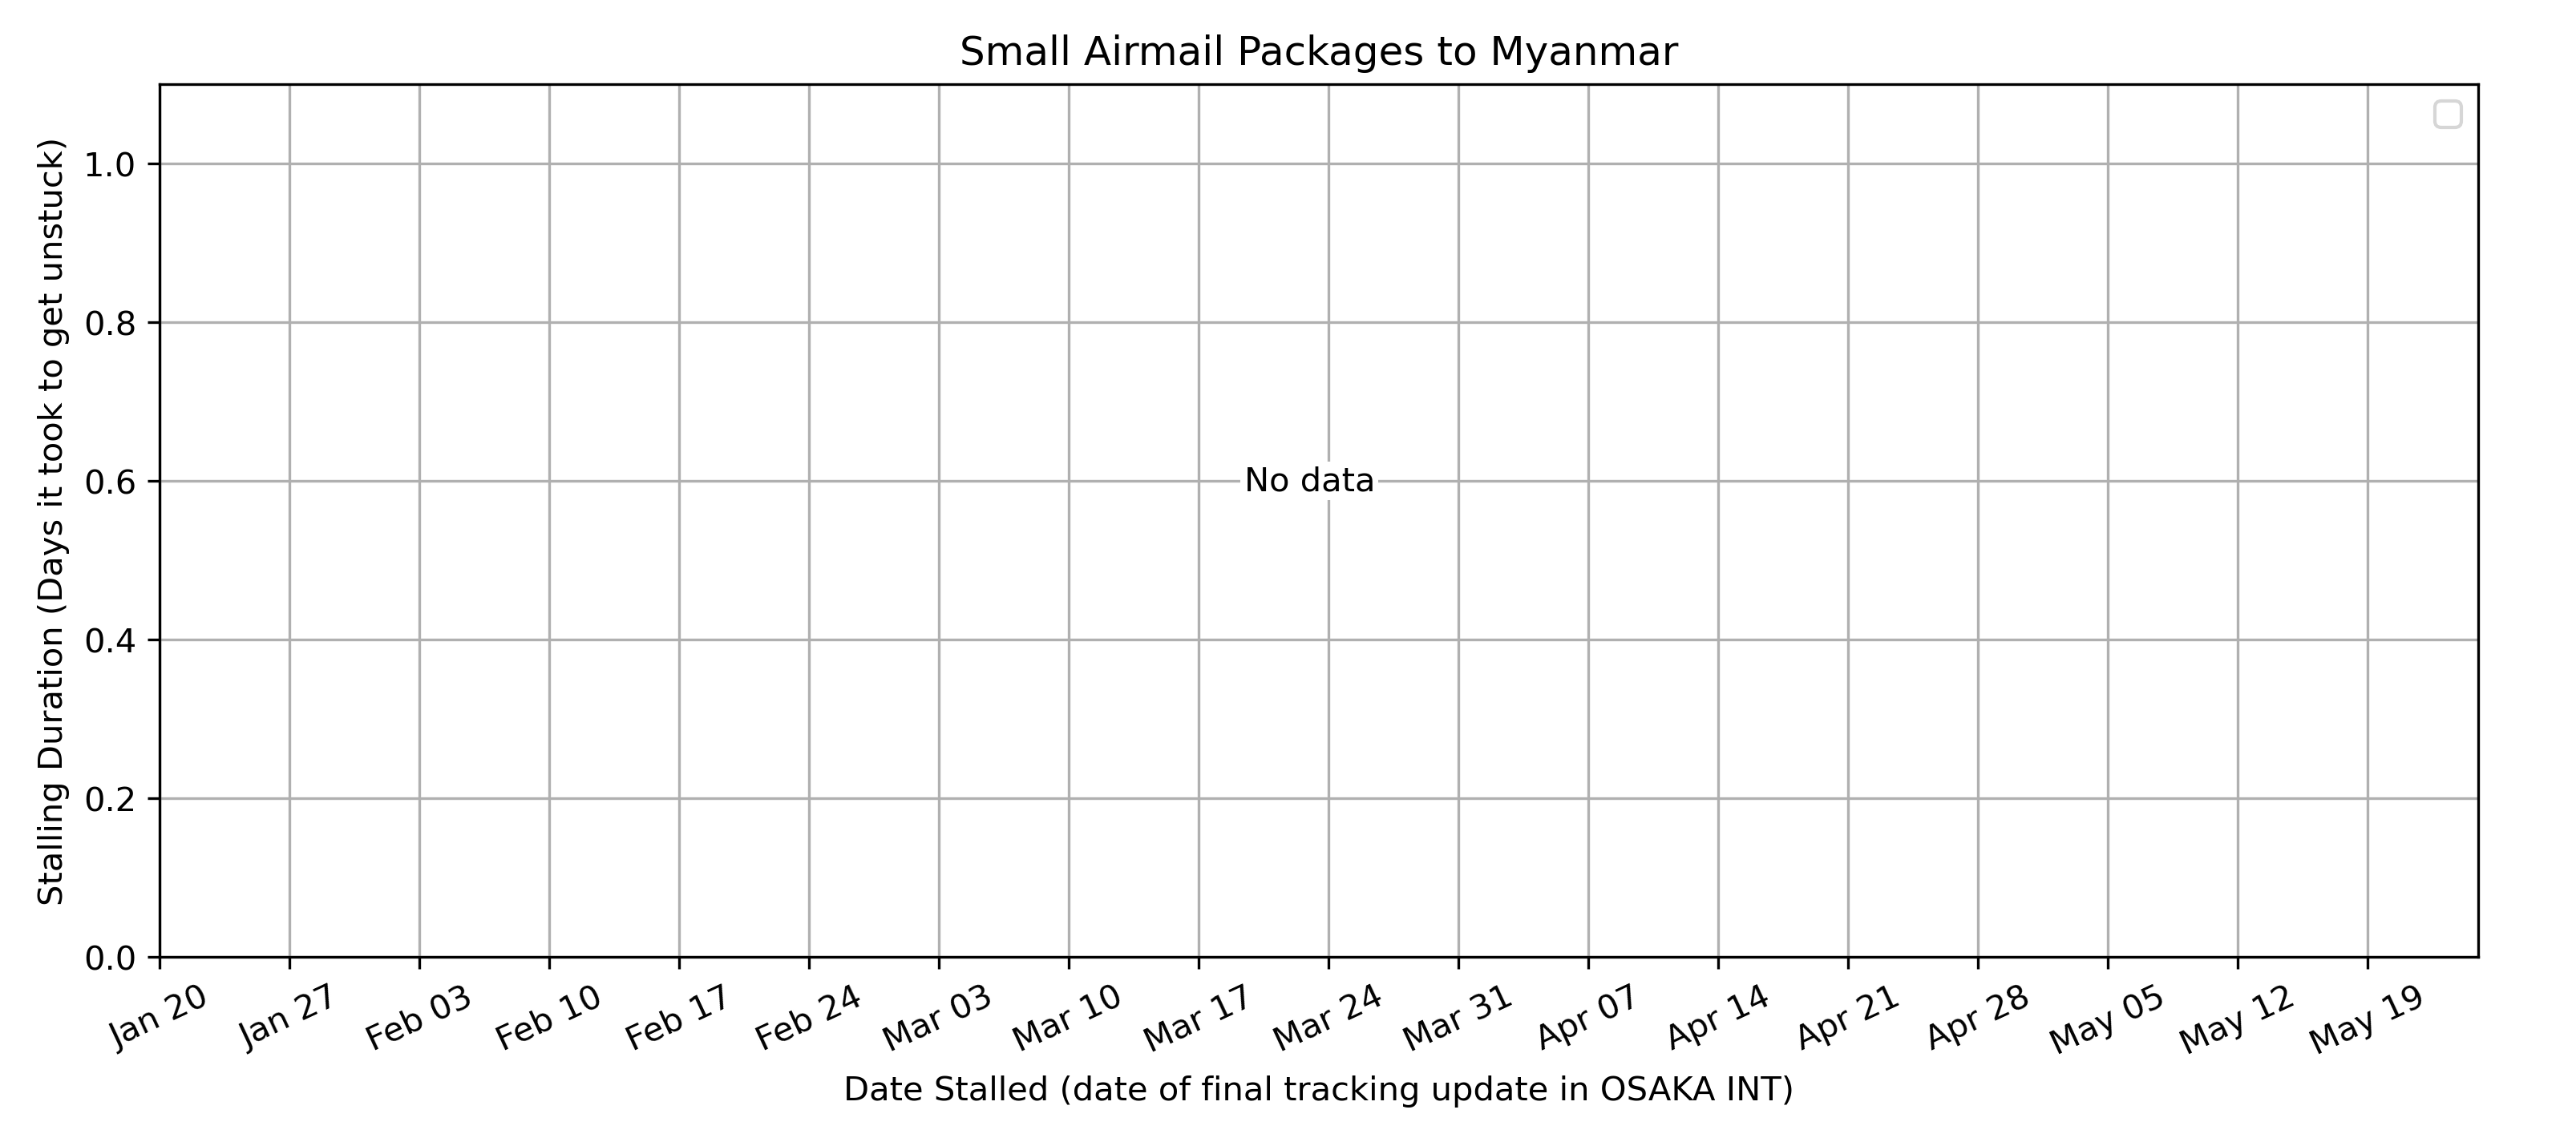 Small Airmail Packages to Myanmar
Stalling Duration (Days it took to get unstuck)
1.0
0.8
0.6
0.4
0.2
0.0
No data
Jan 20
Jan 27
Feb 03
Feb 10
Feb 17
Feb 24
Mar 03
Mar 10
Mar 17
Mar 24
Mar 31
Apr 07
Apr 14
Apr 21
Apr 28
May 05
May 12
May 19
Date Stalled (date of final tracking update in OSAKA INT)